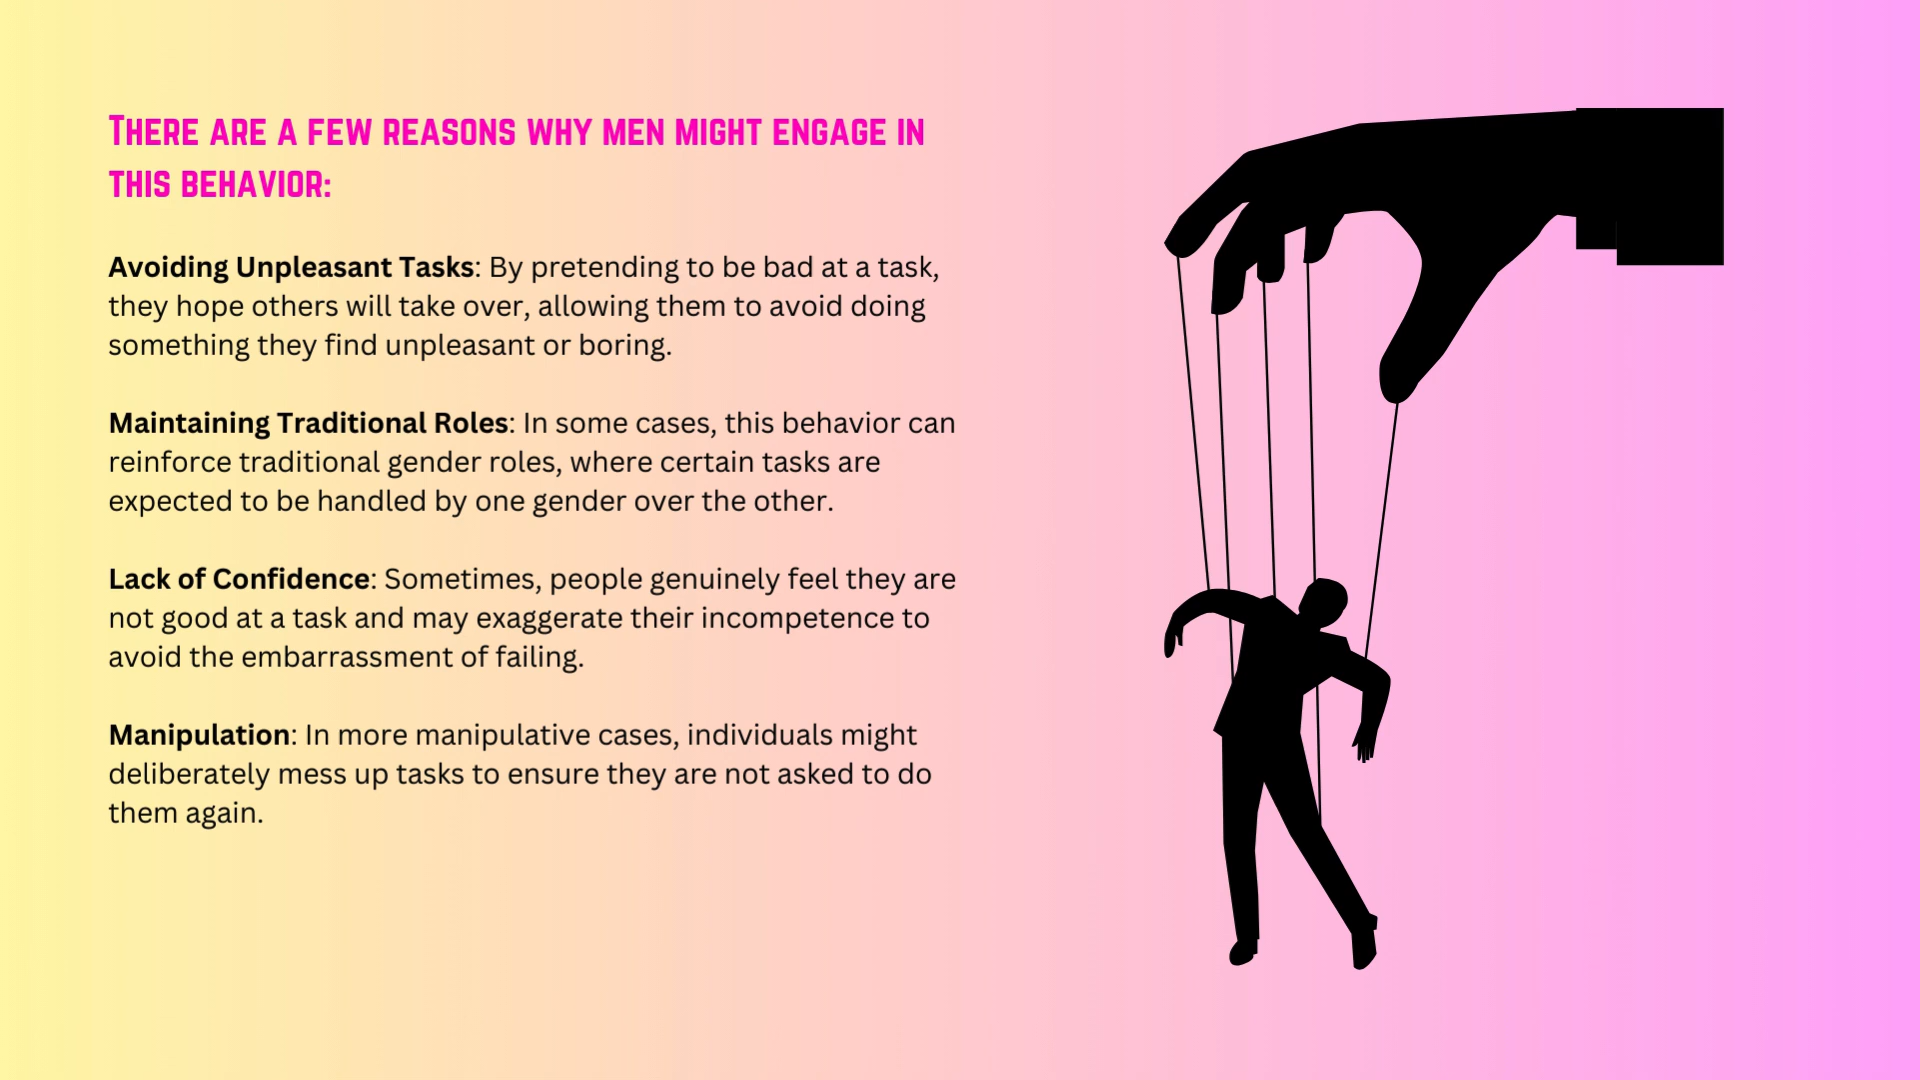 There are a few reasons why men might engage in
this behavior:
Avoiding Unpleasant Tasks: By pretending to be bad at a task,
they hope others will take over, allowing them to avoid doing
something they find unpleasant or boring.
Maintaining Traditional Roles: In some cases, this behavior can
reinforce traditional gender roles, where certain tasks are
expected to be handled by one gender over the other.
Lack of Confidence: Sometimes, people genuinely feel they are
not good at a task and may exaggerate their incompetence to
avoid the embarrassment of failing.
Manipulation: In more manipulative cases, individuals might
deliberately mess up tasks to ensure they are not asked to do
them again.